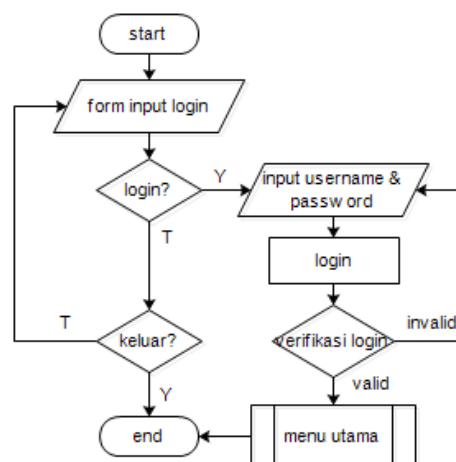 start
form input login
login?
Y
input username &
passw ord
T
login
keluar?
T
verifikasi login
invalid
Y
valid
end
menu utama